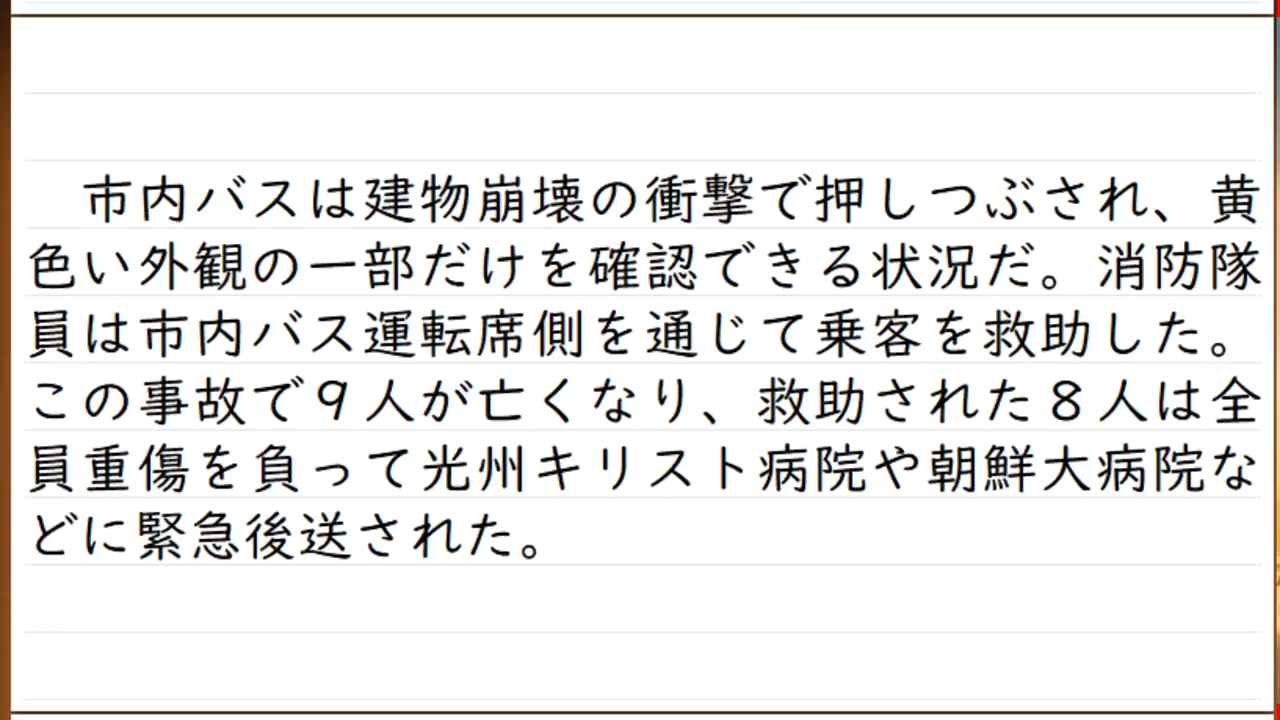 市内バスは建物崩壊の衝撃で押しつぶされ、黄
色い外観の一部だけを確認できる状況だ。消防隊
員は市内バス運転席側を通じて乗客を救助した。
この事故で９人が亡くなり、救助された８人は全
員重傷を負って光州キリスト病院や朝鮮大病院な
どに緊急後送された。